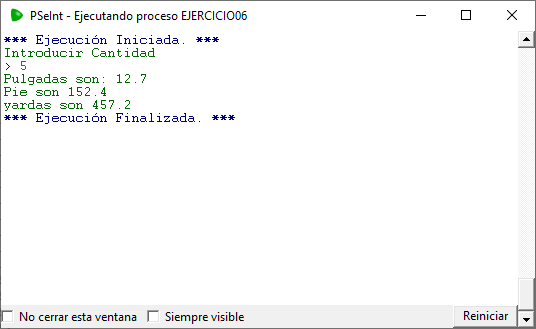 PSeInt - Ejecutando proceso EJERCICIO06
*** Ejecución Iniciada. ***
Introducir Cantidad
> 5
Pulgadas son: 12.7
Pie son 152.4
yardas son 457.2
*** Ejecución Finalizada. ***
No cerrar esta ventana Siempre visible Reiniciar